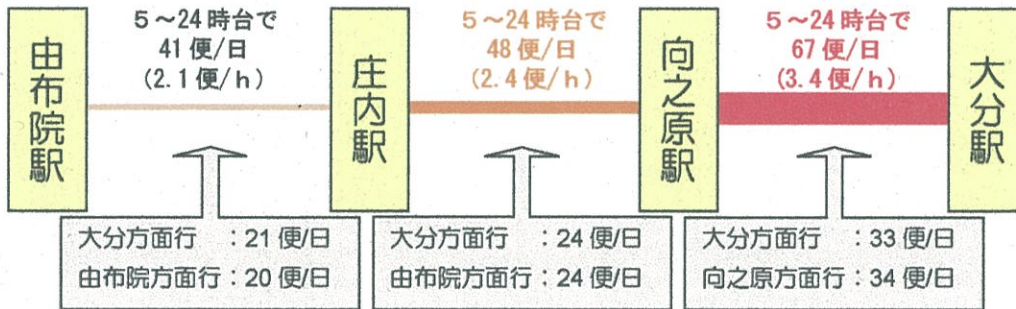 由布院駅
5～24時台で
41便/日
(2.1便/h)
庄内駅
5～24時台で
48便/日
(2.4便/h)
向之原駅
5～24時台で
67便/日
(3.4便/h)
大分駅
大分方面行　：21便/日
由布院方面行：20便/日
大分方面行　：24便/日
由布院方面行：24便/日
大分方面行　：33便/日
向之原方面行：34便/日